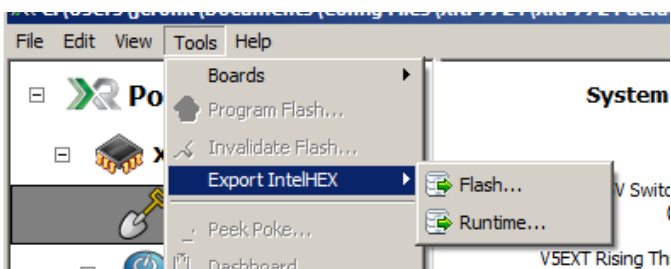 File Edit View Tools Help
Boards
Program Flash...
Invalidate Flash...
Export IntelHEX
Flash...
Runtime...
Peek Poke...
Dashboard
Po
X
System
V Switc
V5EXT Rising Th